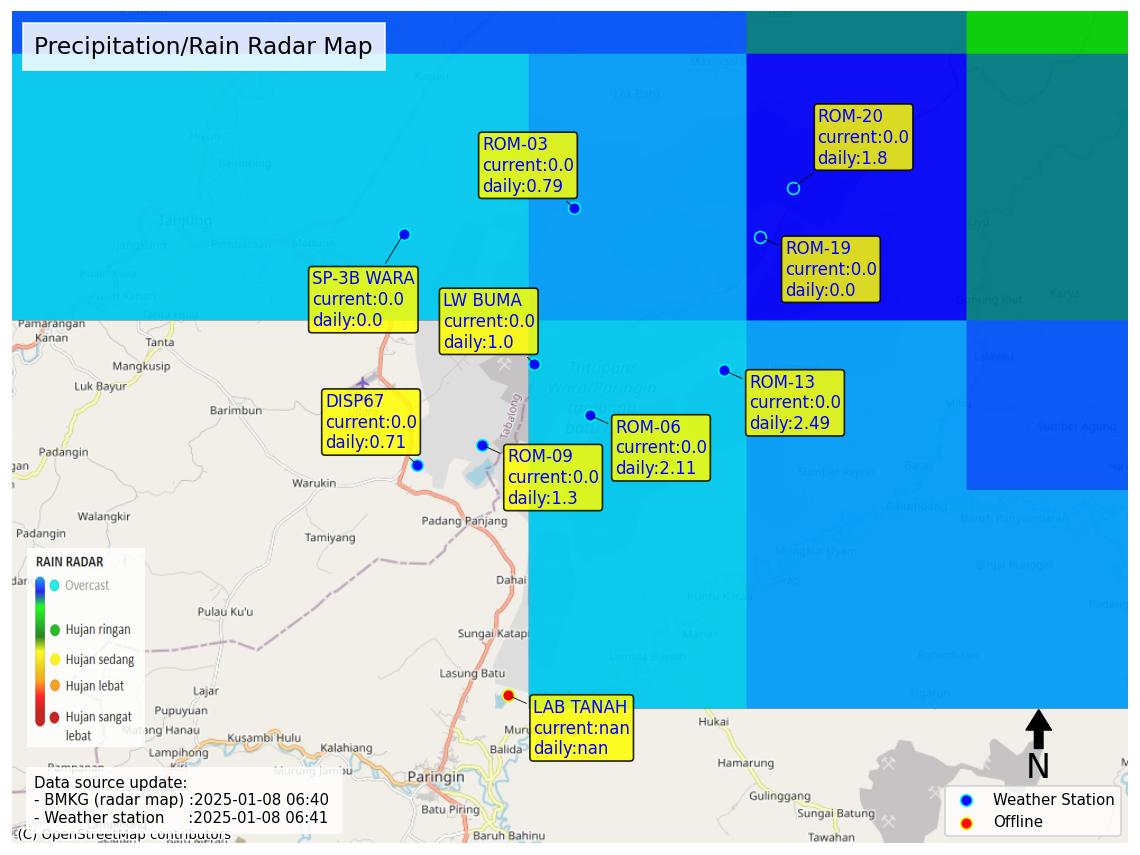 Precipitation/Rain Radar Map
ROM-20
current:0.0
daily:1.8
ROM-03
current:0.0
daily:0.79
Tanjung
ROM-19
current:0.0
daily:0.0
SP-3B WARA
current:0.0
daily:0.0
LW BUMA
current:0.0
daily:1.0
Pamarangan
Kanan
Tanta
Mangkusip
Luk Bayur
Barimbun
Tutupan:
Wara/Paringin
ROM-13
current:0.0
daily:2.49
DISP67
current:0.0
daily:0.71
Tabalong
ROM-06
current:0.0
daily:2.11
ROM-09
current:0.0
daily:1.3
Sumber Agung
Warukin
Walangkir
Padangin
Padang Panjang
Tamiyang
RAIN RADAR
Overcast
Hujan ringan
Hujan sedang
Hujan lebat
Hujan sangat
lebat
Dahai
Pulau Ku'u
Sungai Katap
Lasung Batu
Lajar
Pupuyuan
Matang Hanau
Lampihong
Kusambi Hulu
Kalahiang
Murung Jambu
LAB TANAH
current:nan
daily:nan
Balida
Paringin
Batu Piring
Baruh Bahinu
Hukai
Hamarung
Gulinggang
Sungai Batung
Tawahan
N
Data source update:
- BMKG (radar map) :2025-01-08 06:40
- Weather station :2025-01-08 06:41
(C) OpenStreetMap contributors
Weather Station
Offline